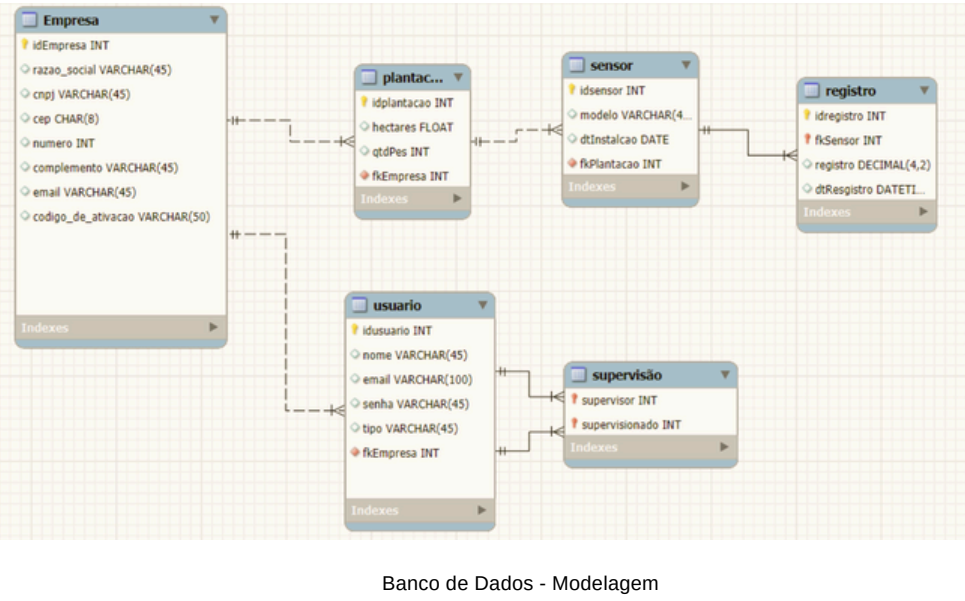 Empresa
idEmpresa INT
razao_social VARCHAR(45)
cnpj VARCHAR(45)
cep CHAR(8)
numero INT
complemento VARCHAR(45)
email VARCHAR(45)
codigo_de_ativacao VARCHAR(50)
Indexes
plantac...
idplantacao INT
hectares FLOAT
qtdPes INT
fkEmpresa INT
Indexes
sensor
idsensor INT
modelo VARCHAR(4...
dtInstalcao DATE
fkPlantacao INT
Indexes
registro
idregistro INT
fkSensor INT
registro DECIMAL(4,2)
dtResgistro DATETI...
Indexes
usuario
idusuario INT
nome VARCHAR(45)
email VARCHAR(100)
senha VARCHAR(45)
tipo VARCHAR(45)
fkEmpresa INT
Indexes
supervisão
supervisor INT
supervisionado INT
Indexes
Banco de Dados - Modelagem